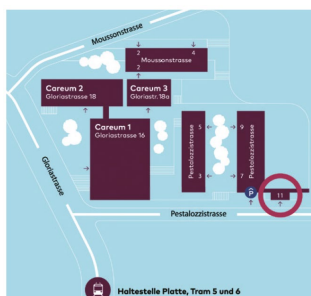 Moussonstrasse
2
4
Moussonstrasse
2
Careum 2
Gloriastrasse 18
Careum 3
Gloriastr. 18a
Careum 1
Gloriastrasse 16
5
Pestalozzistrasse
3
9
Pestalozzistrasse
7
P
11
Gloriastrasse
Pestalozzistrasse
Haltestelle Platte, Tram 5 und 6